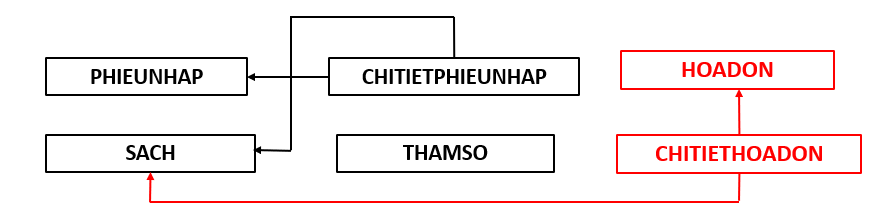 PHIEUNHAP
CHITIETPHIEUNHAP
HOADON
SACH
THAMSO
CHITIETHOADON